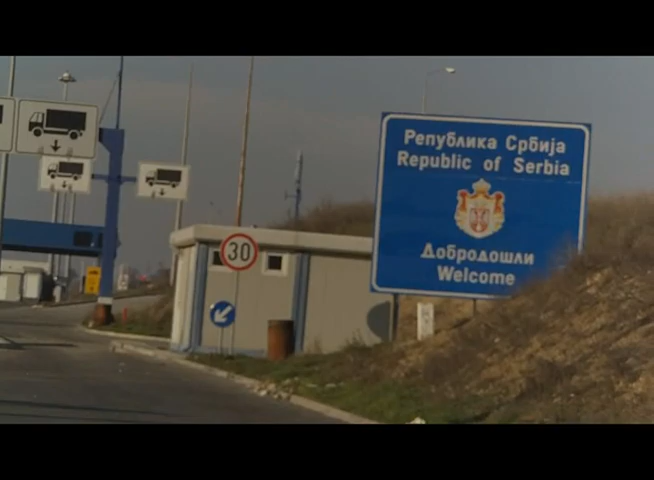 Република Србија
Republic of Serbia
Добродошли
Welcome
30